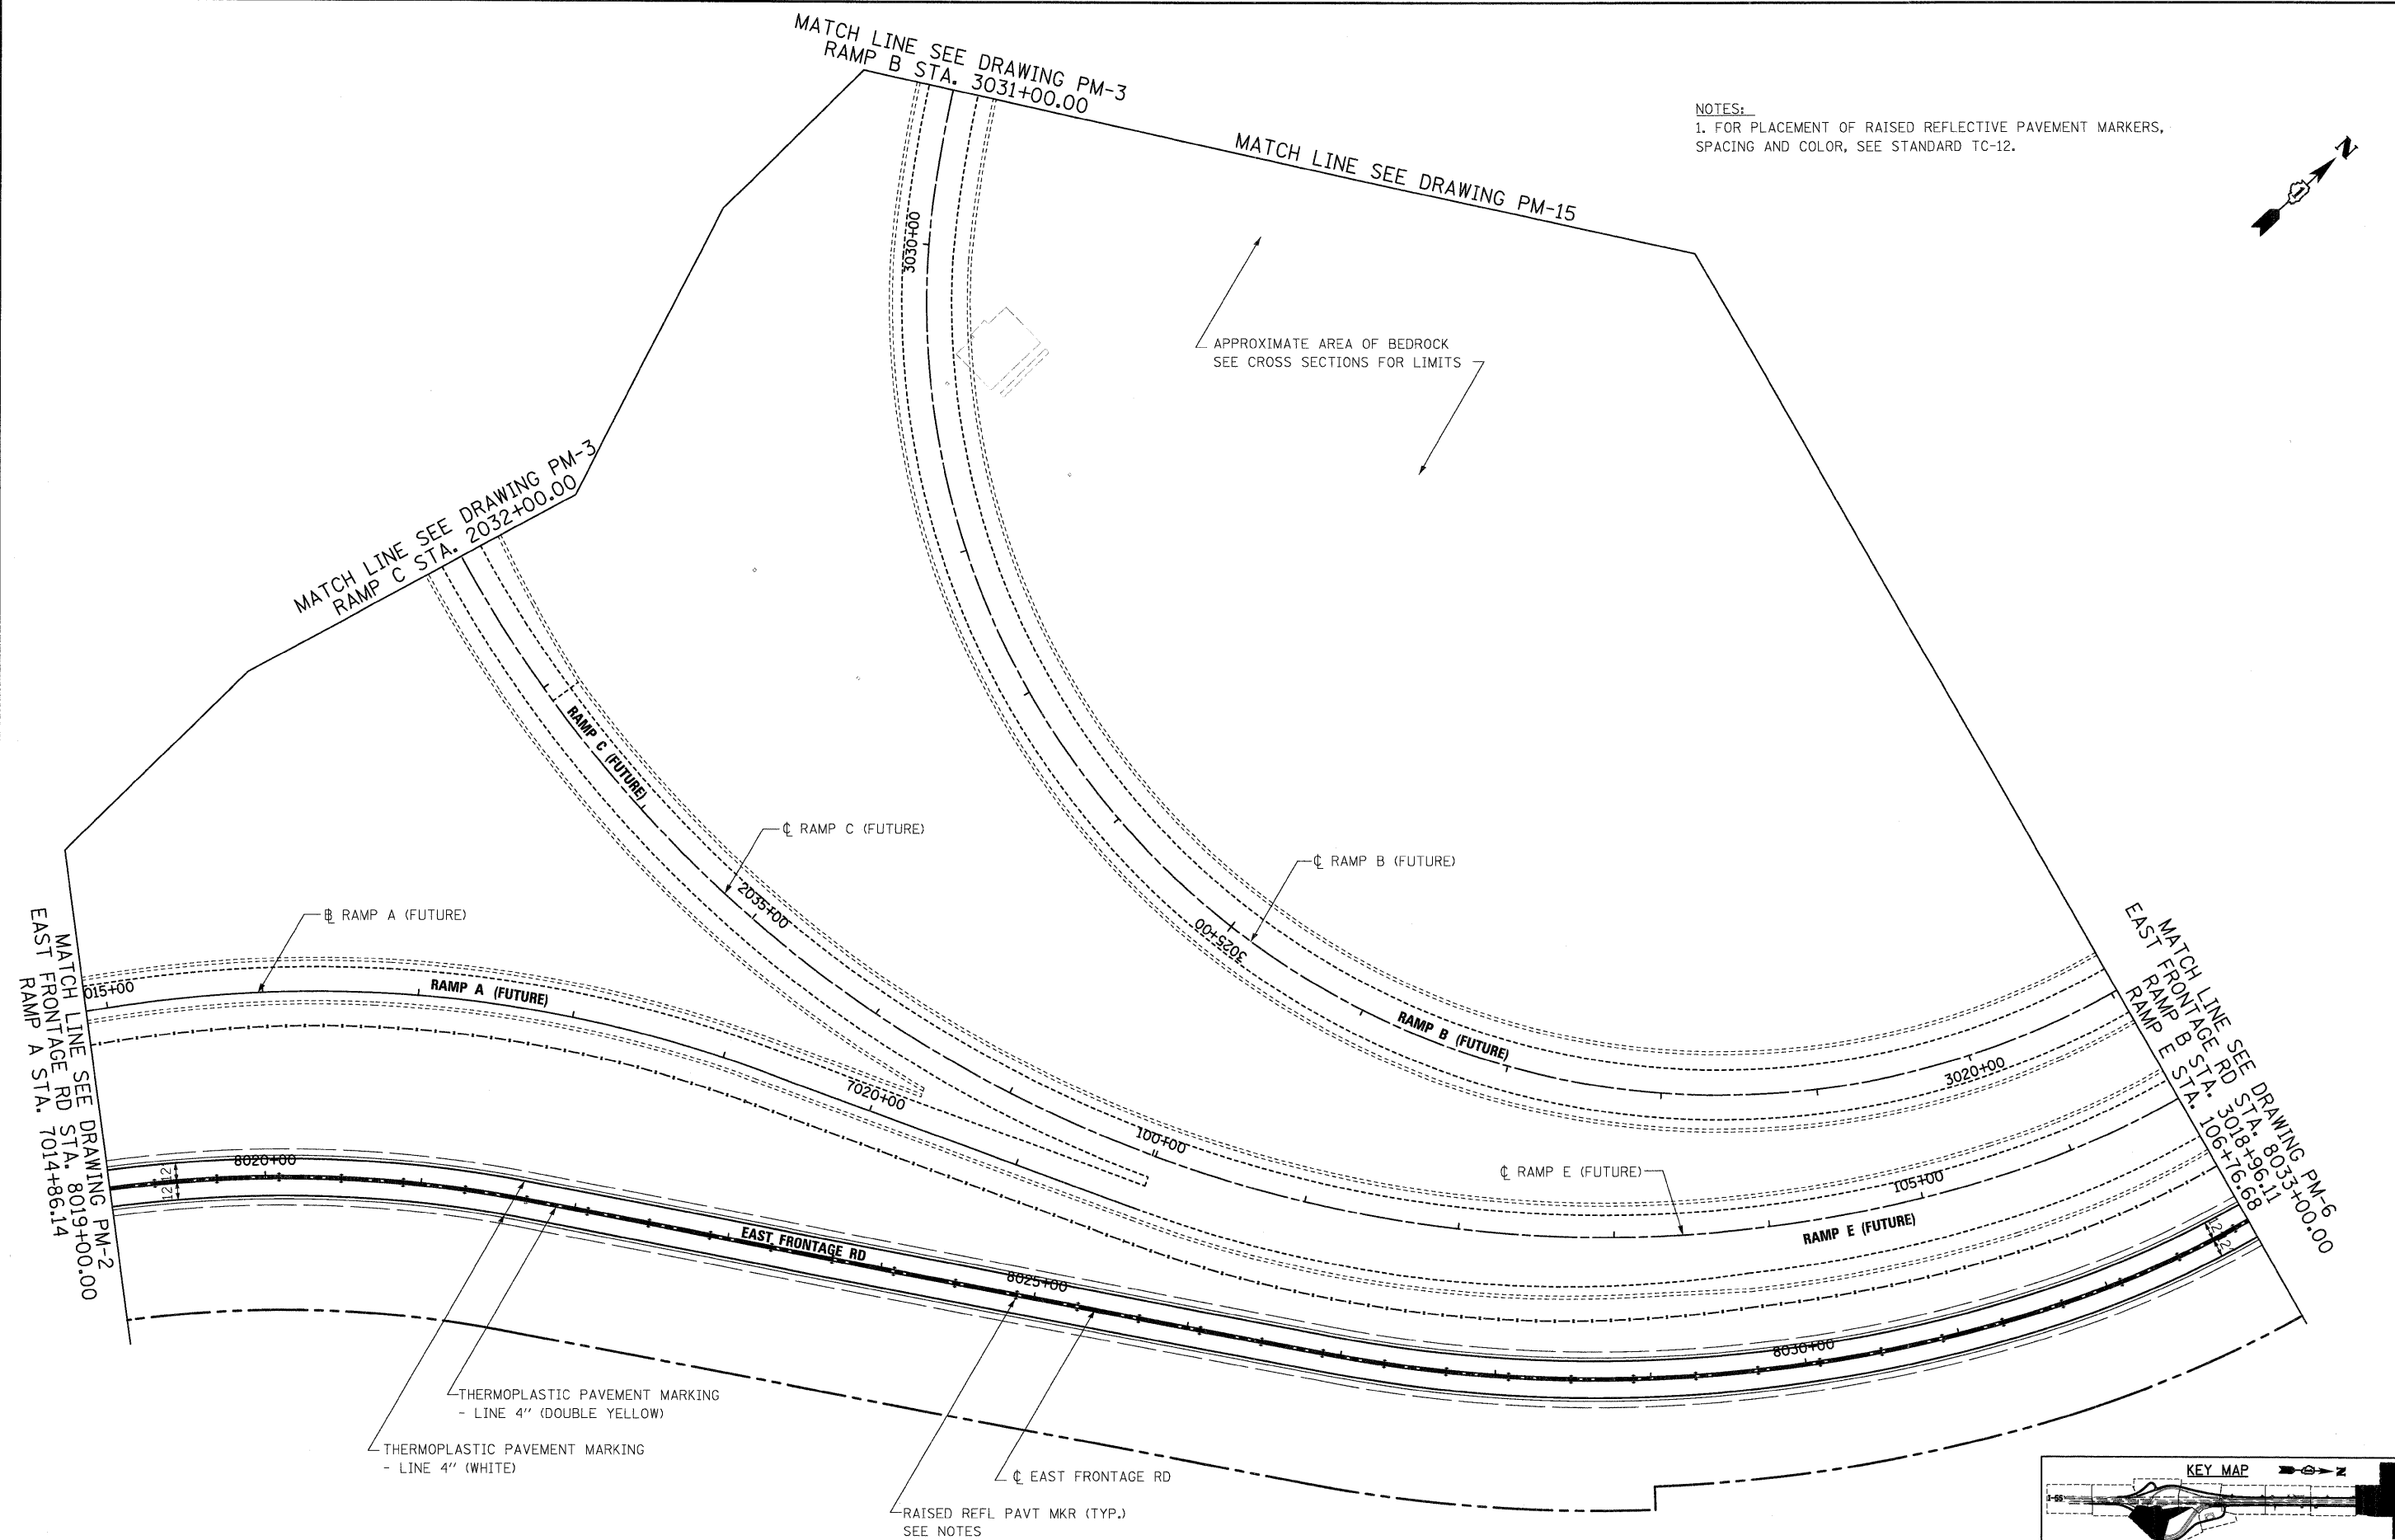 MATCH LINE SEE DRAWING PM-3
RAMP B STA. 3031+00.00
MATCH LINE SEE DRAWING PM-15
NOTES:
1. FOR PLACEMENT OF RAISED REFLECTIVE PAVEMENT MARKERS,
SPACING AND COLOR, SEE STANDARD TC-12.
N
3030+00
APPROXIMATE AREA OF BEDROCK
SEE CROSS SECTIONS FOR LIMITS
MATCH LINE SEE DRAWING PM-3
RAMP C STA. 2032+00.00
RAMP C (FUTURE)
℄ RAMP C (FUTURE)
2035+00
℄ RAMP B (FUTURE)
3025+00
RAMP B (FUTURE)
3020+00
MATCH LINE SEE DRAWING PM-6
EAST FRONTAGE RD STA. 8033+00.00
RAMP B STA. 3018+96.11
RAMP E STA. 106+76.68
MATCH LINE SEE DRAWING PM-2
EAST FRONTAGE RD STA. 8019+00.00
RAMP A STA. 7014+86.14
RAMP A (FUTURE)
015+00
RAMP A (FUTURE)
7020+00
100+00
℄ RAMP E (FUTURE)
105+00
RAMP E (FUTURE)
8020+00
12'
12'
EAST FRONTAGE RD
8025+00
8030+00
12'
12'
THERMOPLASTIC PAVEMENT MARKING
- LINE 4" (DOUBLE YELLOW)
THERMOPLASTIC PAVEMENT MARKING
- LINE 4" (WHITE)
℄ EAST FRONTAGE RD
RAISED REFL PAVT MKR (TYP.)
SEE NOTES
KEY MAP
N
I-55